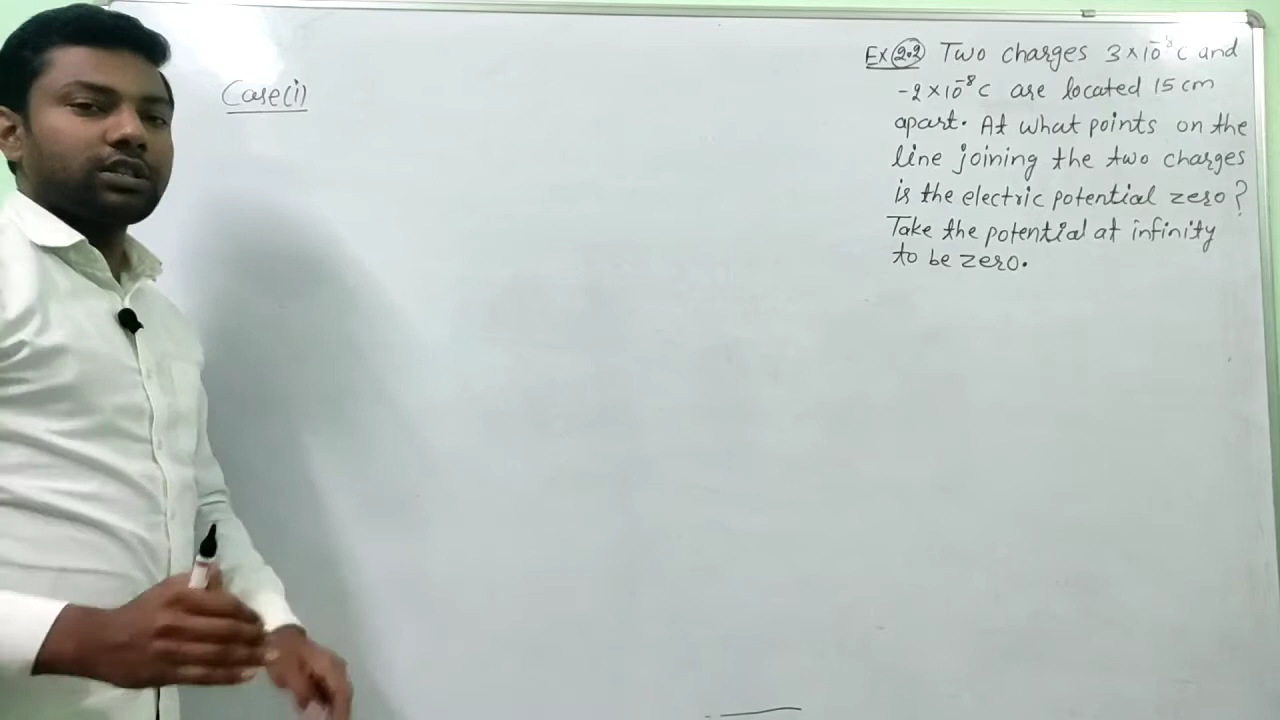 Case(i)
Ex 2.2 Two charges 3×10⁻⁸C and
-2×10⁻⁸C are located 15 cm
apart. At what points on the
line joining the two charges
is the electric potential zero?
Take the potential at infinity
to be zero.